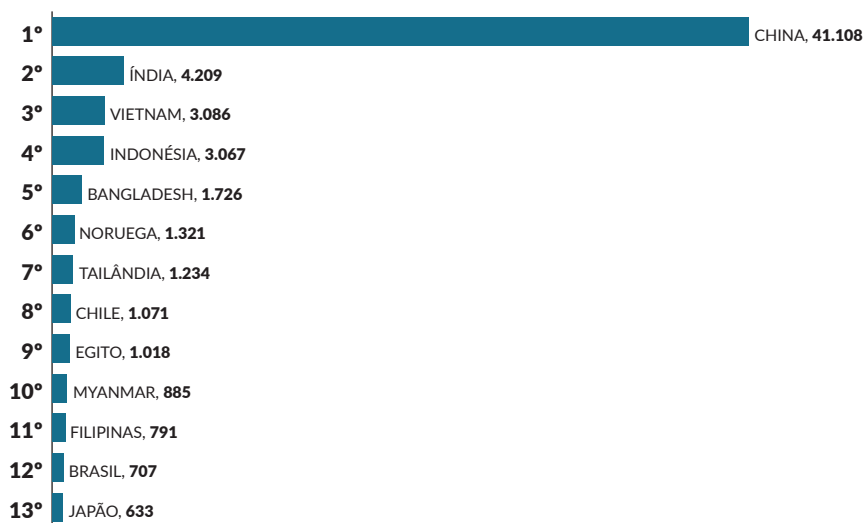 1º CHINA, 41.108
2º ÍNDIA, 4.209
3º VIETNAM, 3.086
4º INDONÉSIA, 3.067
5º BANGLADESH, 1.726
6º NORUEGA, 1.321
7º TAILÂNDIA, 1.234
8º CHILE, 1.071
9º EGITO, 1.018
10º MYANMAR, 885
11º FILIPINAS, 791
12º BRASIL, 707
13º JAPÃO, 633